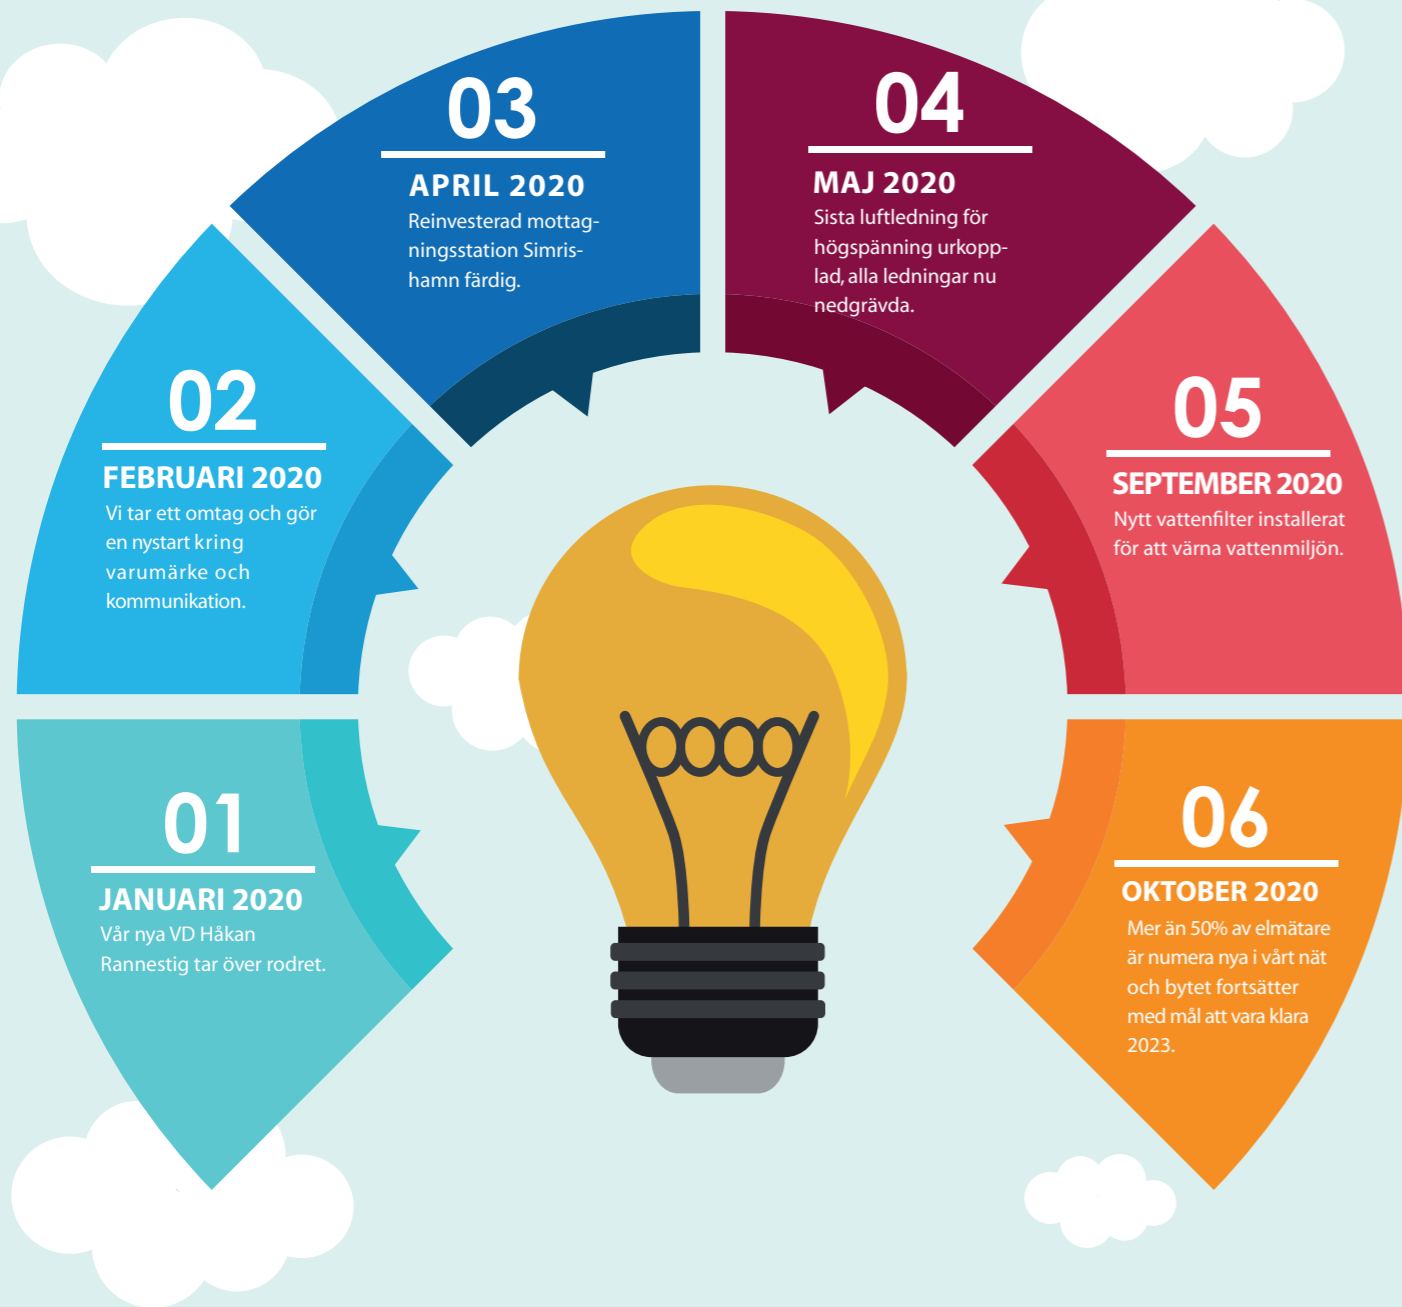 01
JANUARI 2020
Vår nya VD Håkan
Rannestig tar över rodret.
02
FEBRUARI 2020
Vi tar ett omtag och gör
en nystart kring
varumärke och
kommunikation.
03
APRIL 2020
Reinvesterad mottag-
ningsstation Simris-
hamn färdig.
04
MAJ 2020
Sista luftledning för
högspänning urkopp-
lad, alla ledningar nu
nedgrävda.
05
SEPTEMBER 2020
Nytt vattenfilter installerat
för att värna vattenmiljön.
06
OKTOBER 2020
Mer än 50% av elmätare
är numera nya i vårt nät
och bytet fortsätter
med mål att vara klara
2023.